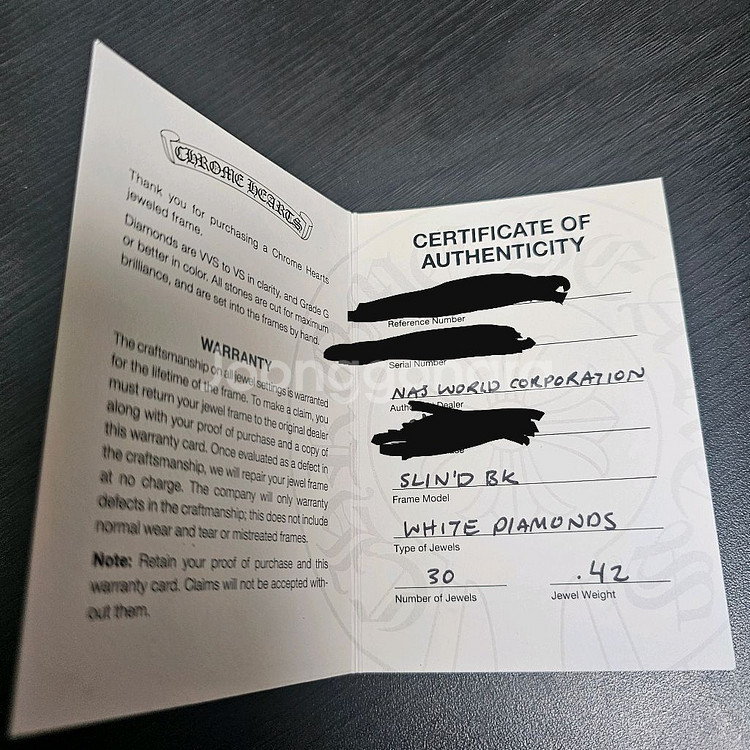 CHROME HEARTS
Thank you for purchasing a Chrome Hearts
jeweled frame.
Diamonds are VVS to VS in clarity, and Grade G
or better in color. All stones are cut for maximum
brilliance, and are set into the frames by hand.
WARRANTY
The craftsmanship on all jewel settings is warranted
for the lifetime of the frame. To make a claim, you
must return your jewel frame to the original dealer
along with your proof of purchase and a copy of
this warranty card. Once evaluated as a defect in
the craftsmanship, we will repair your jewel frame
at no charge. The company will only warranty
defects in the craftmanship; this does not include
normal wear and tear or mistreated frames.
Note: Retain your proof of purchase and this
warranty card. Claims will not be accepted with-
out them.
CERTIFICATE OF
AUTHENTICITY
Reference Number
Serial Number
NAS WORLD CORPORATION
Dealer
SLIN'D BK
Frame Model
WHITE DIAMONDS
Type of Jewels
30 .42
Number of Jewels Jewel Weight